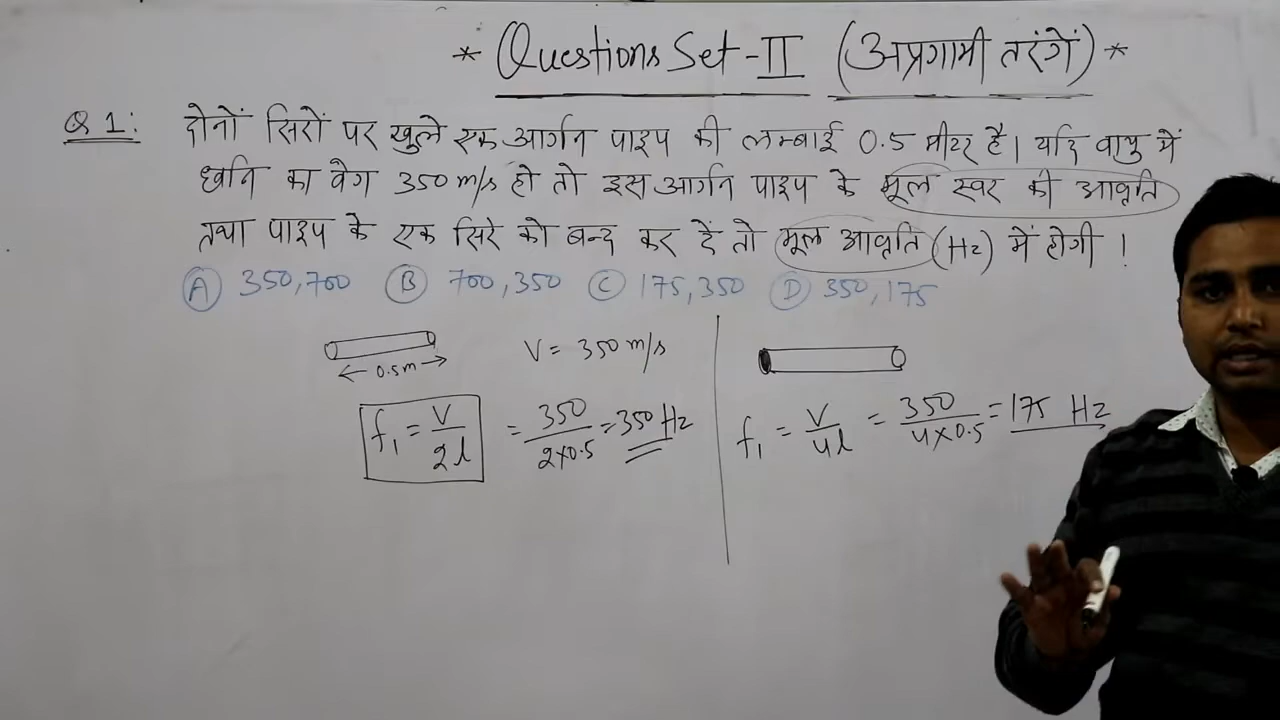 * Questions Set - II (अप्रगामी तरंगें) *
Q 1: दोनों सिरों पर खुले एक आर्गन पाइप की लम्बाई 0.5 मीटर है। यदि वायु में
ध्वनि का वेग 350 m/s हो तो इस आर्गन पाइप के मूल स्वर की आवृति
तथा पाइप के एक सिरे को बन्द कर दें तो मूल आवृति (Hz) में होगी !
A 350,700 B 700,350 C 175,350 D 350,175
0.5m V = 350 m/s
f₁ = V/2l = 350/2×0.5 = 350 Hz
f₁ = V/4l = 350/4×0.5 = 175 Hz